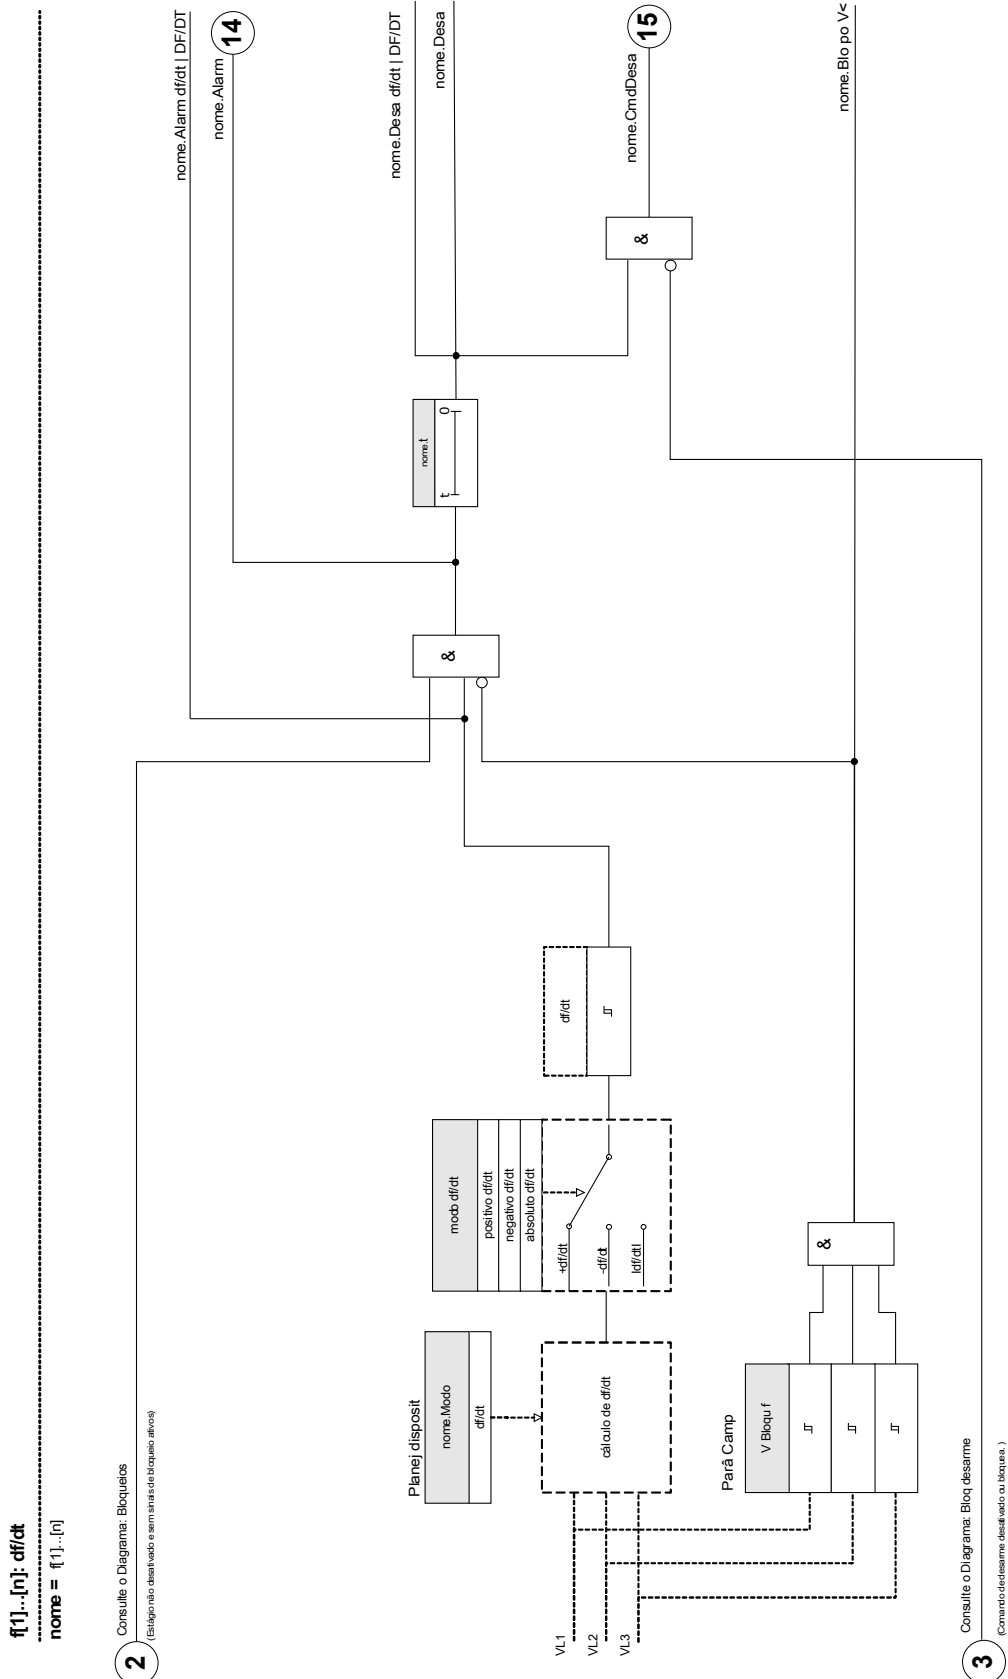 f[1]...[n]: df/dt
nome = f[1]...[n]
2
Consulte o Diagrama: Bloqueios
(Estágio não desativado e sem sinais de bloqueio ativos)
nome.Alarm df/dt | DF/DT
nome.Alarm
14
nome.Desa df/dt | DF/DT
nome.Desa
nome.CmdDesa
15
nome.Blo po V<
&
nome.t
t
0
&
Planej disposit
nome.Modo
df/dt
cálculo de df/dt
modo df/dt
positivo df/dt
negativo df/dt
absoluto df/dt
+df/dt
-df/dt
Idf/dtI
df/dt
VL1
VL2
VL3
Parâ Camp
V Bloqu f
&
3
Consulte o Diagrama: Bloq desarme
(Comando de desarme desativado ou bloquea. )